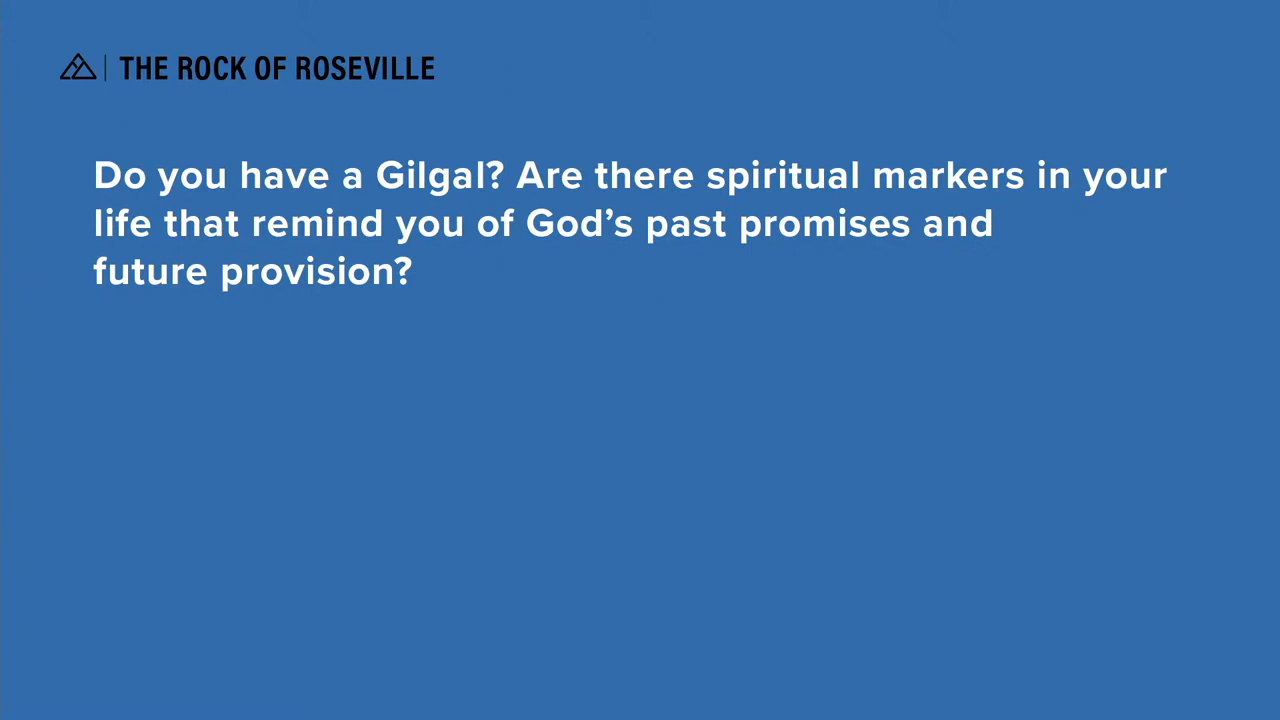 THE ROCK OF ROSEVILLE
Do you have a Gilgal? Are there spiritual markers in your
life that remind you of God’s past promises and
future provision?